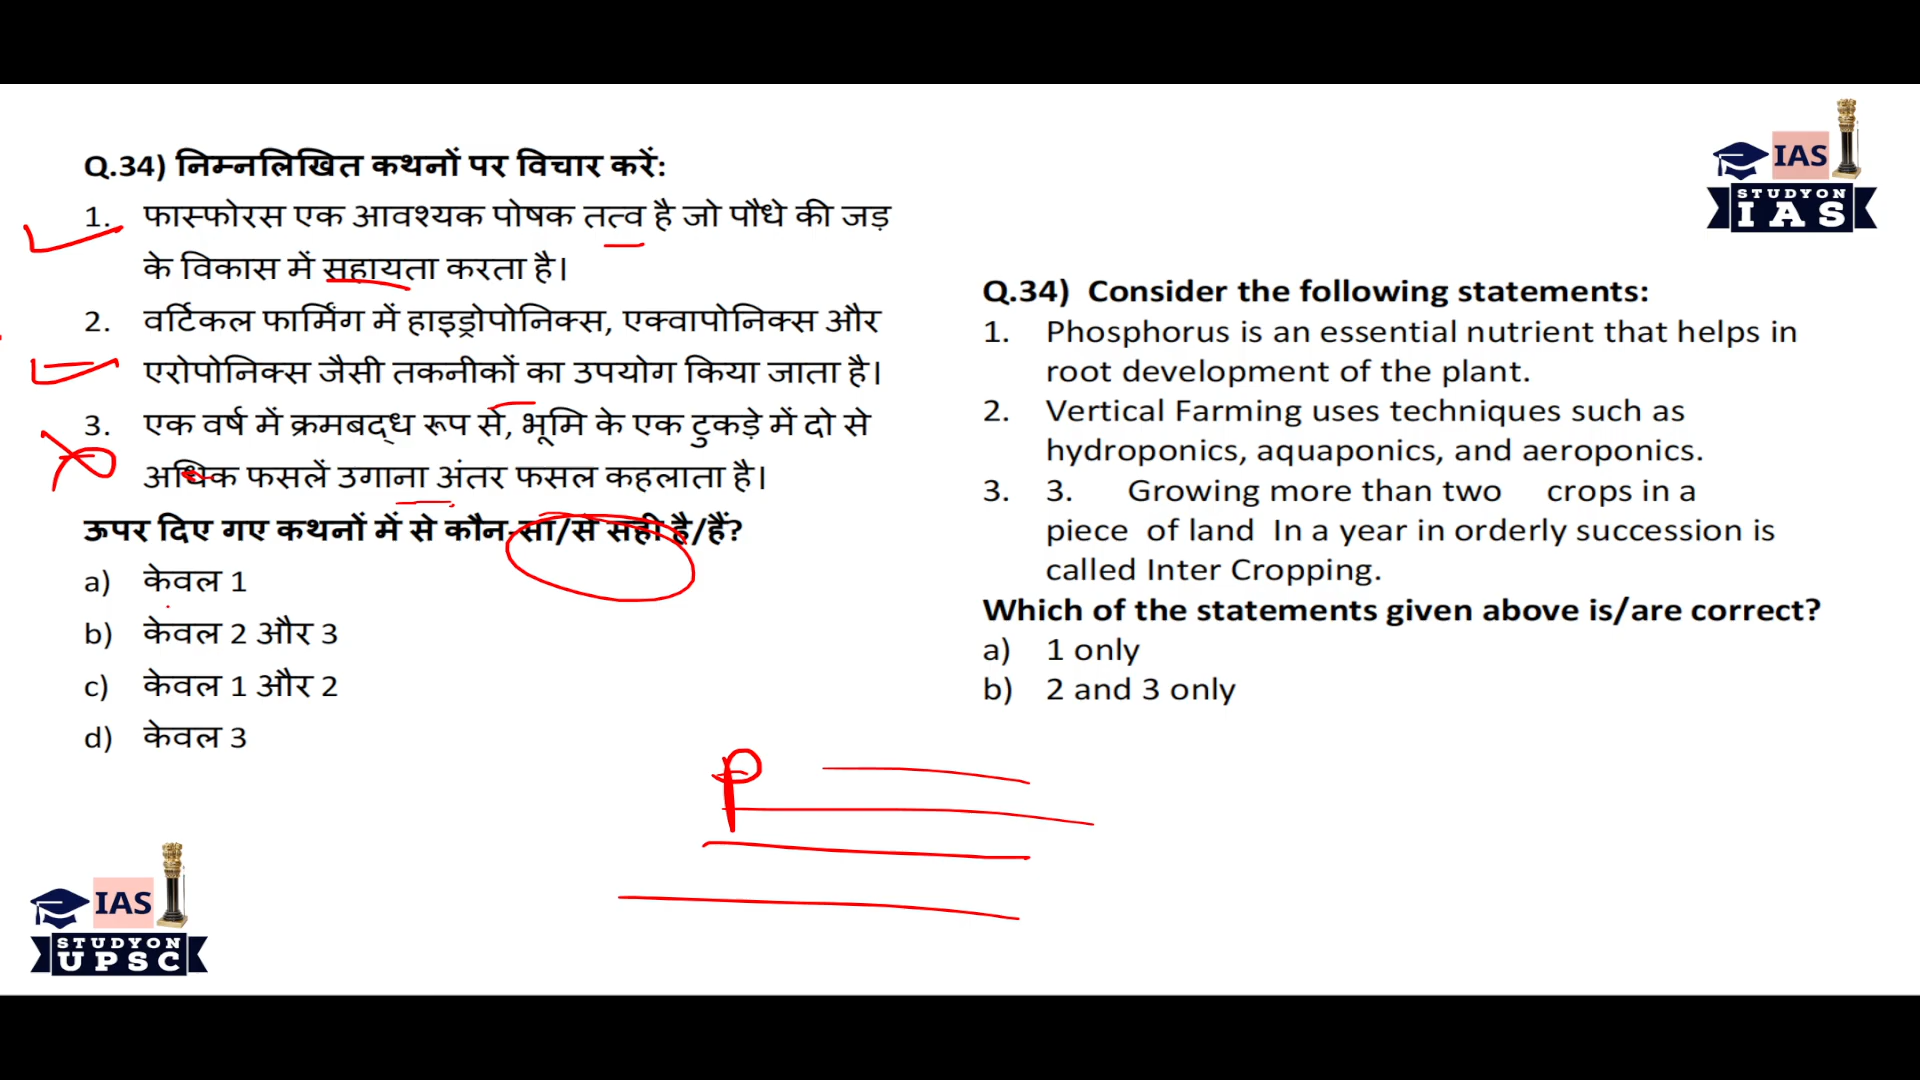 Q.34) निम्नलिखित कथनों पर विचार करें:
1. फास्फोरस एक आवश्यक पोषक तत्व है जो पौधे की जड़
के विकास में सहायता करता है।
2. वर्टिकल फार्मिंग में हाइड्रोपोनिक्स, एक्वापोनिक्स और
एरोपोनिक्स जैसी तकनीकों का उपयोग किया जाता है।
3. एक वर्ष में क्रमबद्ध रूप से, भूमि के एक टुकड़े में दो से
अधिक फसलें उगाना अंतर फसल कहलाता है।
ऊपर दिए गए कथनों में से कौन-सा/से सही है/हैं?
a) केवल 1
b) केवल 2 और 3
c) केवल 1 और 2
d) केवल 3
P
IAS
STUDYON
UPSC
IAS
STUDYON
IAS
Q.34) Consider the following statements:
1. Phosphorus is an essential nutrient that helps in
root development of the plant.
2. Vertical Farming uses techniques such as
hydroponics, aquaponics, and aeroponics.
3. 3. Growing more than two crops in a
piece of land In a year in orderly succession is
called Inter Cropping.
Which of the statements given above is/are correct?
a) 1 only
b) 2 and 3 only